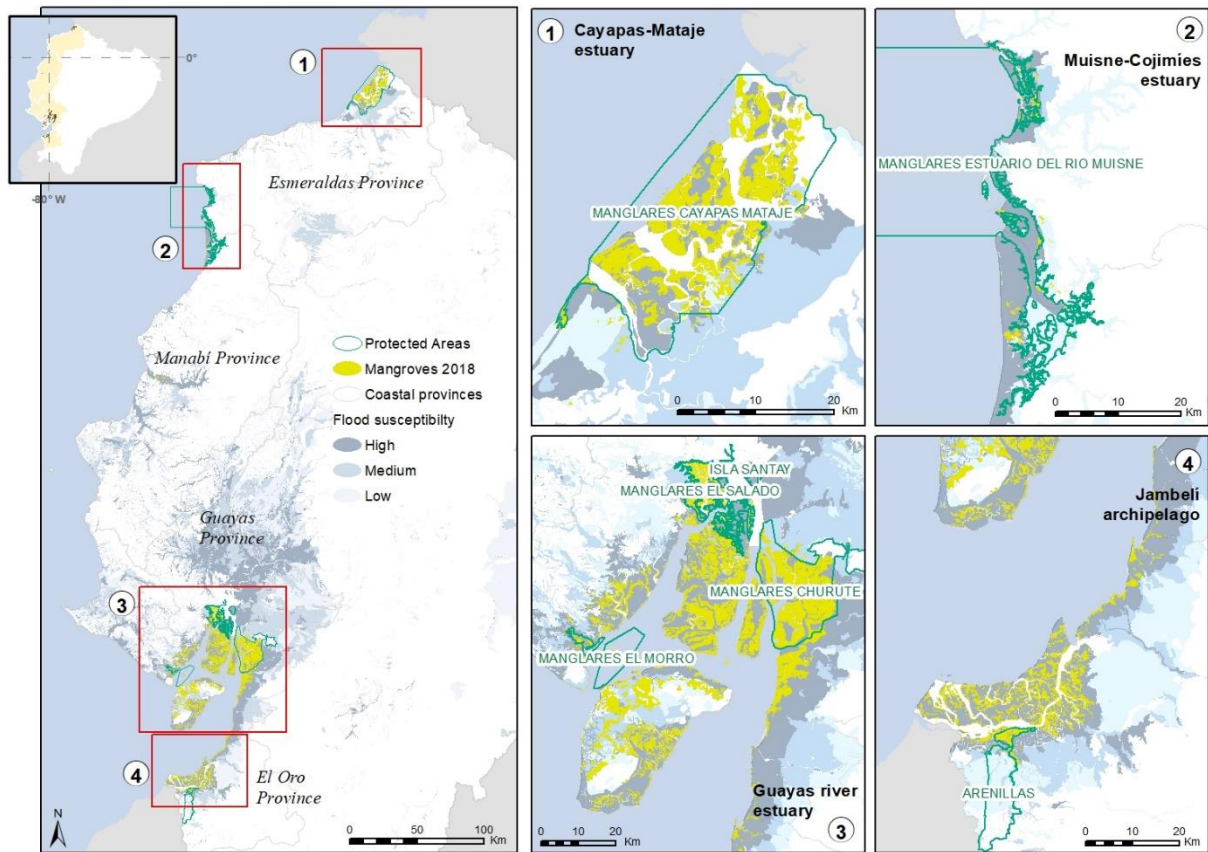 0°
-80° W
1
Esmeraldas Province
2
Manabí Province
Protected Areas
Mangroves 2018
Coastal provinces
Flood susceptibilty
High
Medium
Low
Guayas
Province
3
4
El Oro
Province
N
0 50 100
Km
1
Cayapas-Mataje
estuary
MANGLARES CAYAPAS MATAJE
0 10 20
Km
2
Muisne-Cojimíes
estuary
MANGLARES ESTUARIO DEL RIO MUISNE
0 10 20
Km
ISLA SANTAY
MANGLARES EL SALADO
MANGLARES CHURUTE
MANGLARES EL MORRO
Guayas river
estuary
3
0 10 20
Km
4
Jambeli
archipelago
ARENILLAS
0 10 20
Km